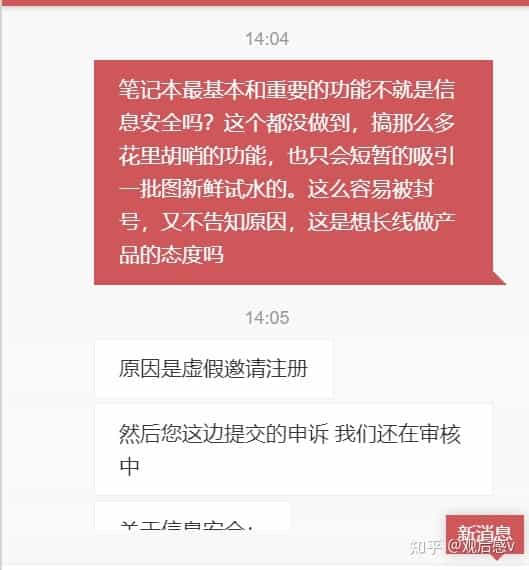 14:04
笔记本最基本和重要的功能不就是信
息安全吗？这个都没做到，搞那么多
花里胡哨的功能，也只会短暂的吸引
一批图新鲜试水的。这么容易被封
号，又不告知原因，这是想长线做产
品的态度吗
14:05
原因是虚假邀请注册
然后您这边提交的申诉 我们还在审核
中
关于信息安全：
新消息
知乎 @观后感v